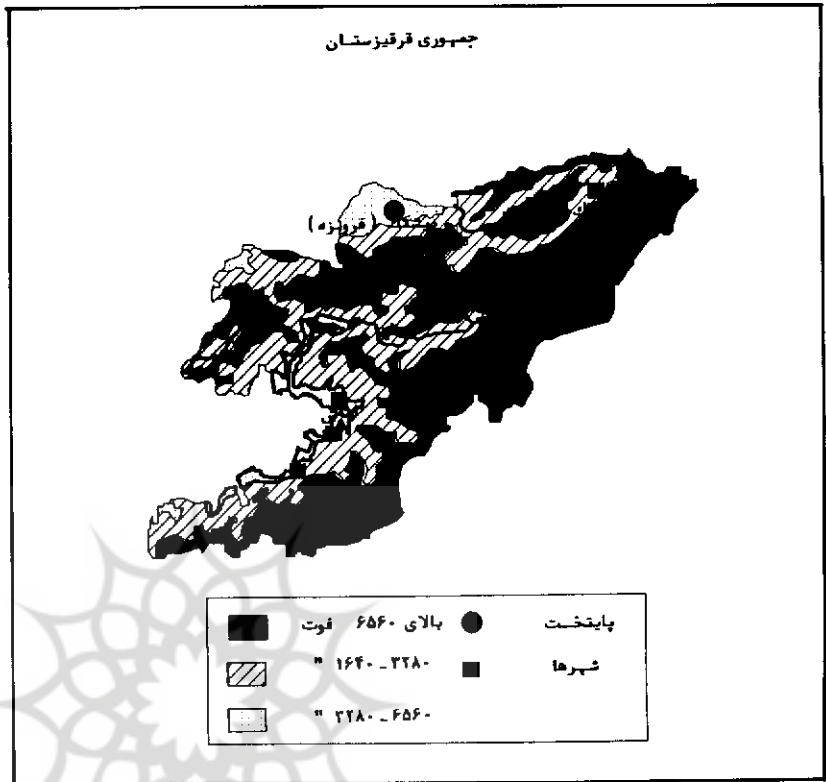 جمهوری قرقیزستان
( فرونزه )
پایتخت
بالای ۶۵۶۰ فوت
شهرها
۱۶۴۰ - ۳۲۸۰ "
۳۲۸۰ - ۶۵۶۰ "